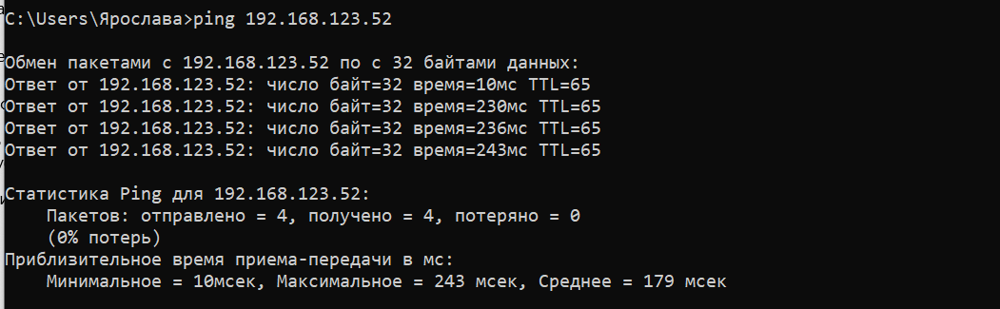 C:\Users\Ярослава>ping 192.168.123.52
Обмен пакетами с 192.168.123.52 по с 32 байтами данных:
Ответ от 192.168.123.52: число байт=32 время=10мс TTL=65
Ответ от 192.168.123.52: число байт=32 время=230мс TTL=65
Ответ от 192.168.123.52: число байт=32 время=236мс TTL=65
Ответ от 192.168.123.52: число байт=32 время=243мс TTL=65
Статистика Ping для 192.168.123.52:
Пакетов: отправлено = 4, получено = 4, потеряно = 0
(0% потерь)
Приблизительное время приема-передачи в мс:
Минимальное = 10мсек, Максимальное = 243 мсек, Среднее = 179 мсек